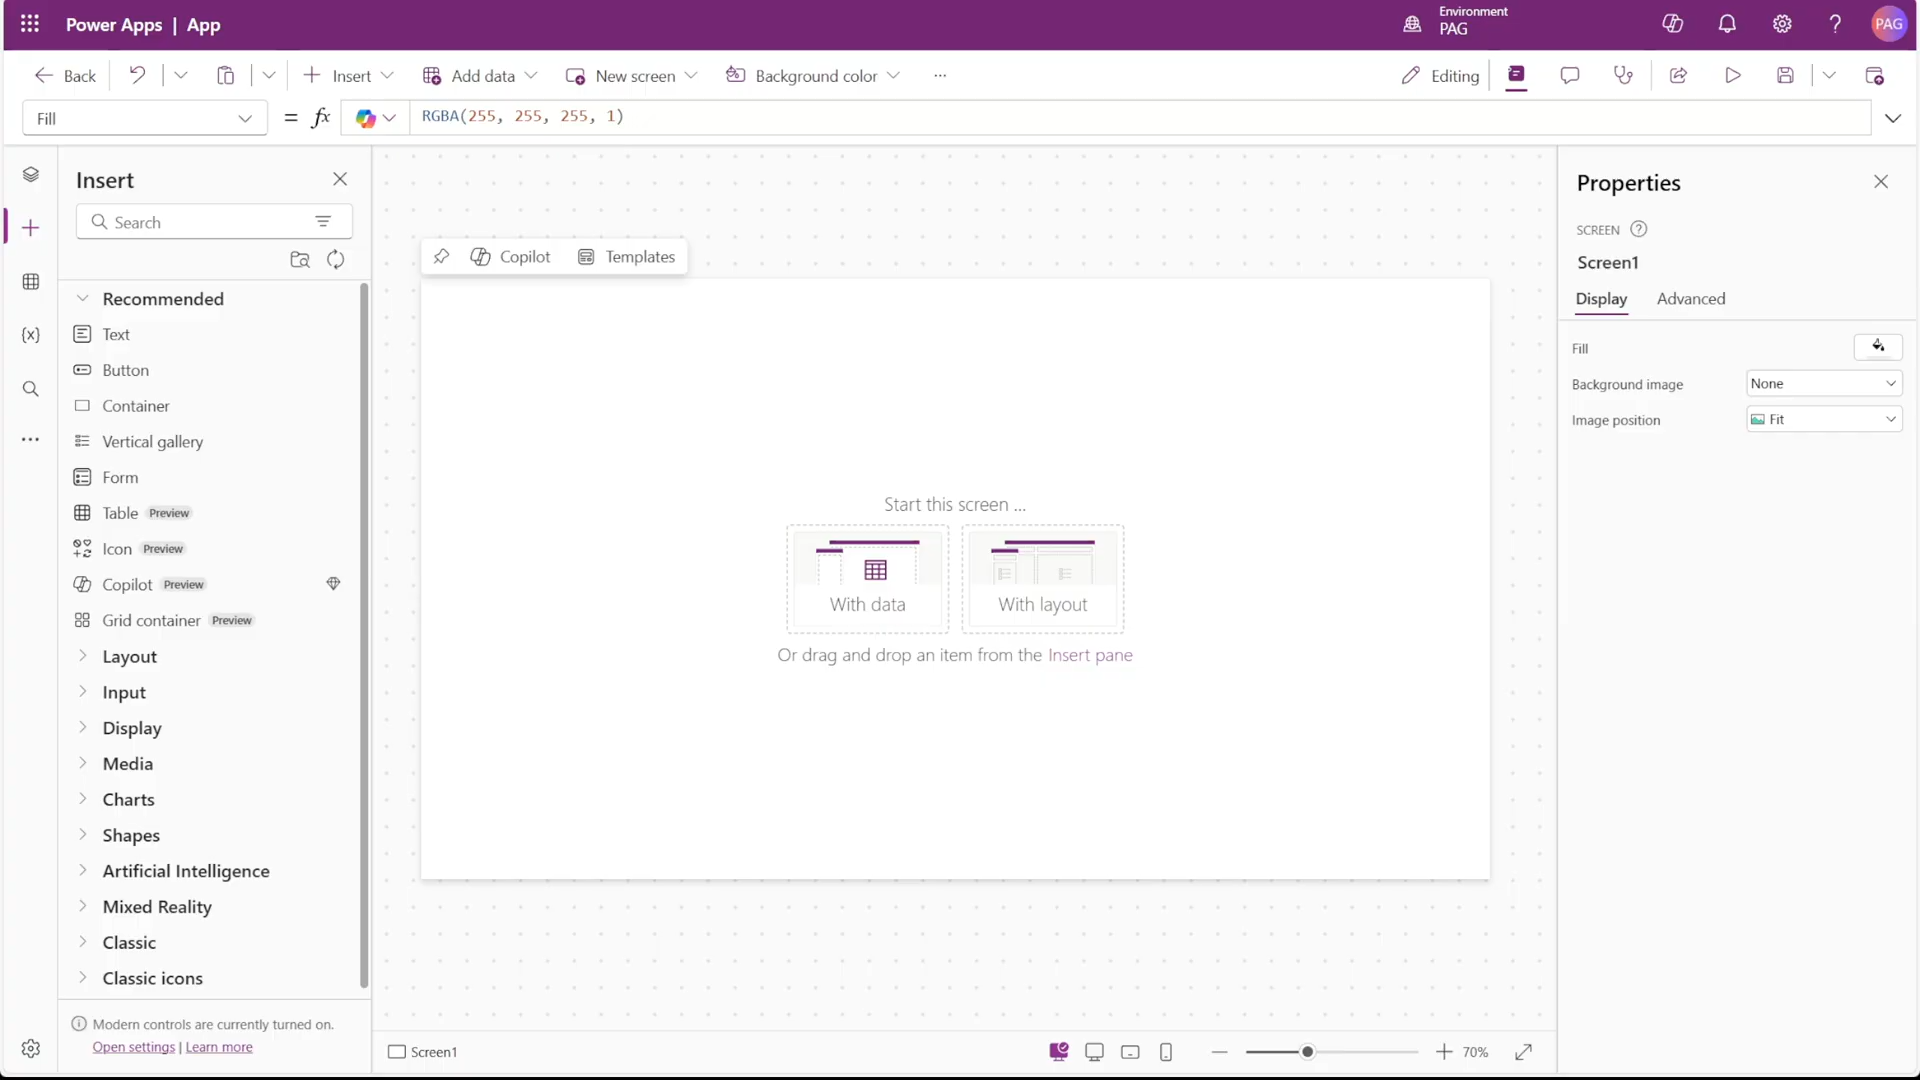 Power Apps | App
Environment
PAG
PAG
Back
Insert
Add data
New screen
Background color
...
Editing
Fill
= fx
RGBA(255, 255, 255, 1)
Insert
Search
Recommended
Text
Button
Container
Vertical gallery
Form
Table Preview
Icon Preview
Copilot Preview
Grid container Preview
Layout
Input
Display
Media
Charts
Shapes
Artificial Intelligence
Mixed Reality
Classic
Classic icons
Modern controls are currently turned on.
Open settings | Learn more
Copilot
Templates
Start this screen ...
With data
With layout
Or drag and drop an item from the Insert pane
Screen1
70%
Properties
SCREEN
Screen1
Display
Advanced
Fill
Background image
None
Image position
Fit